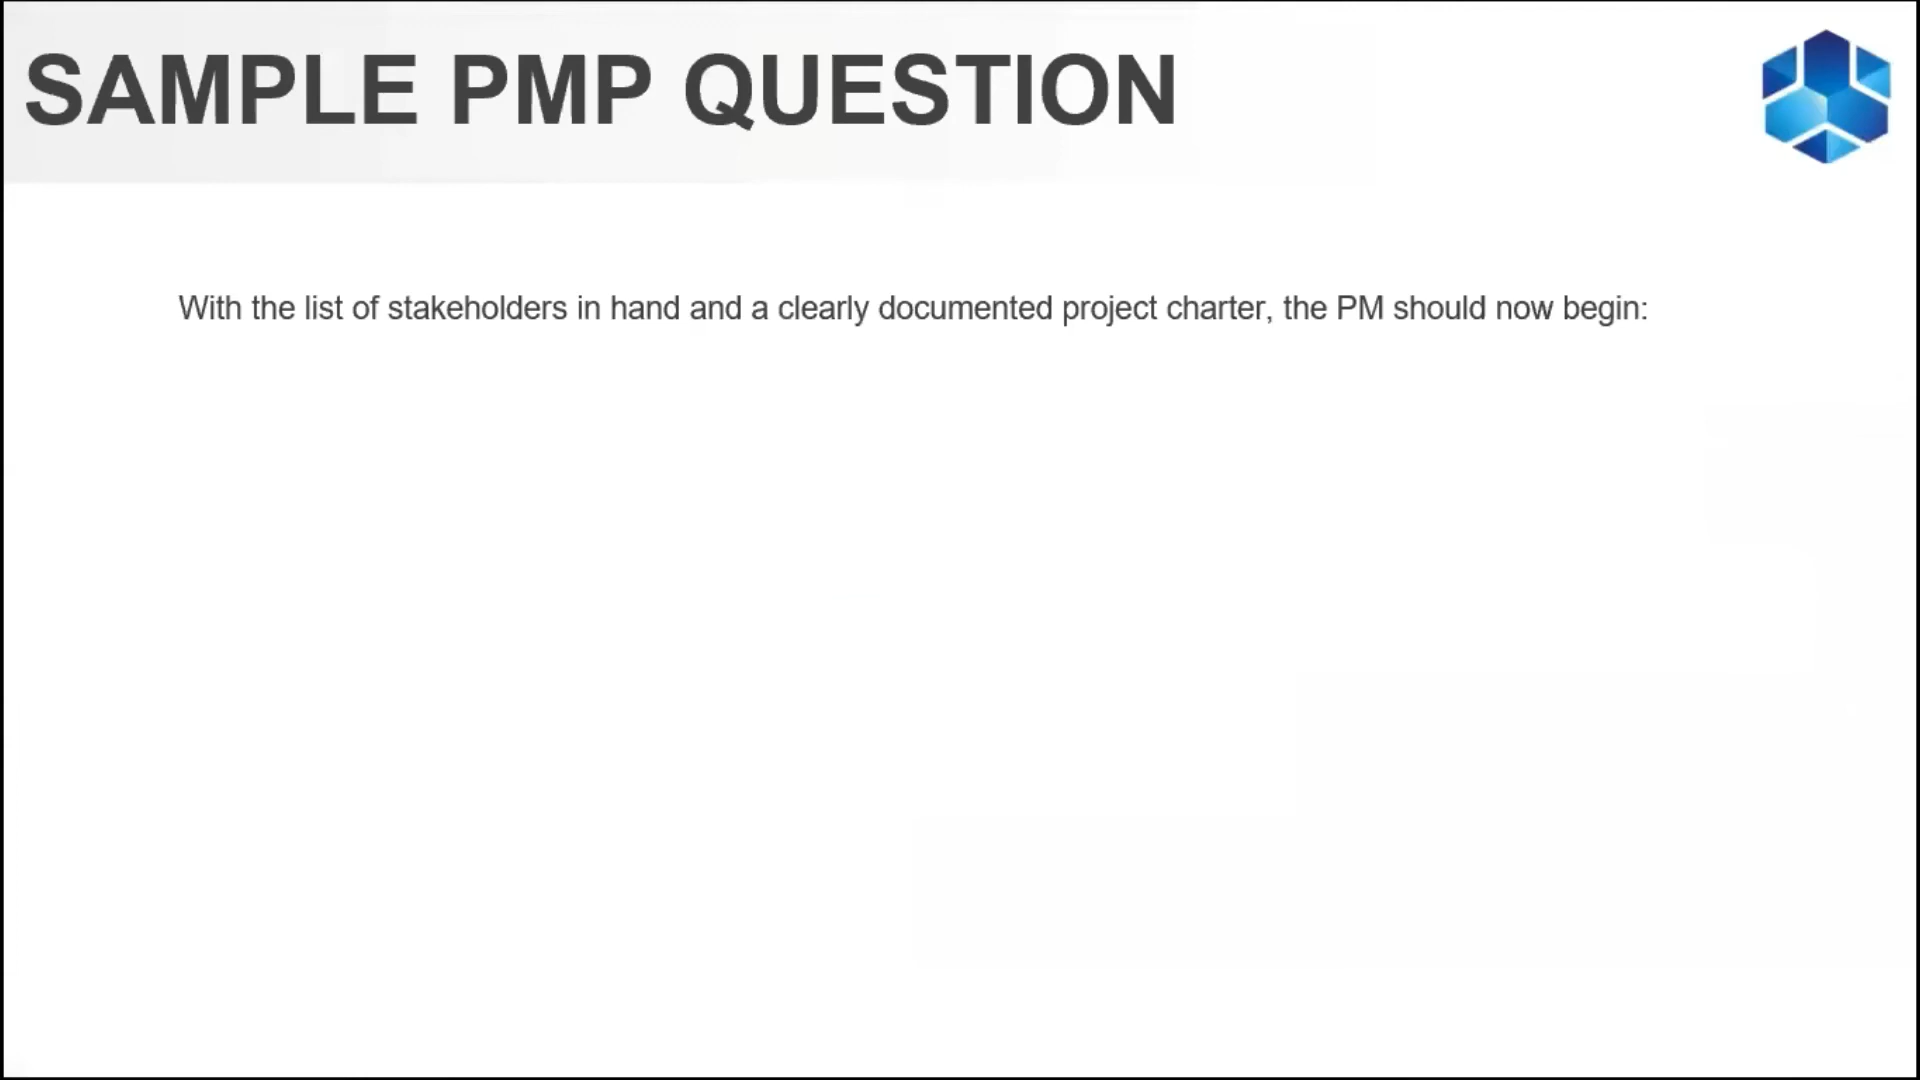 SAMPLE PMP QUESTION
With the list of stakeholders in hand and a clearly documented project charter, the PM should now begin: